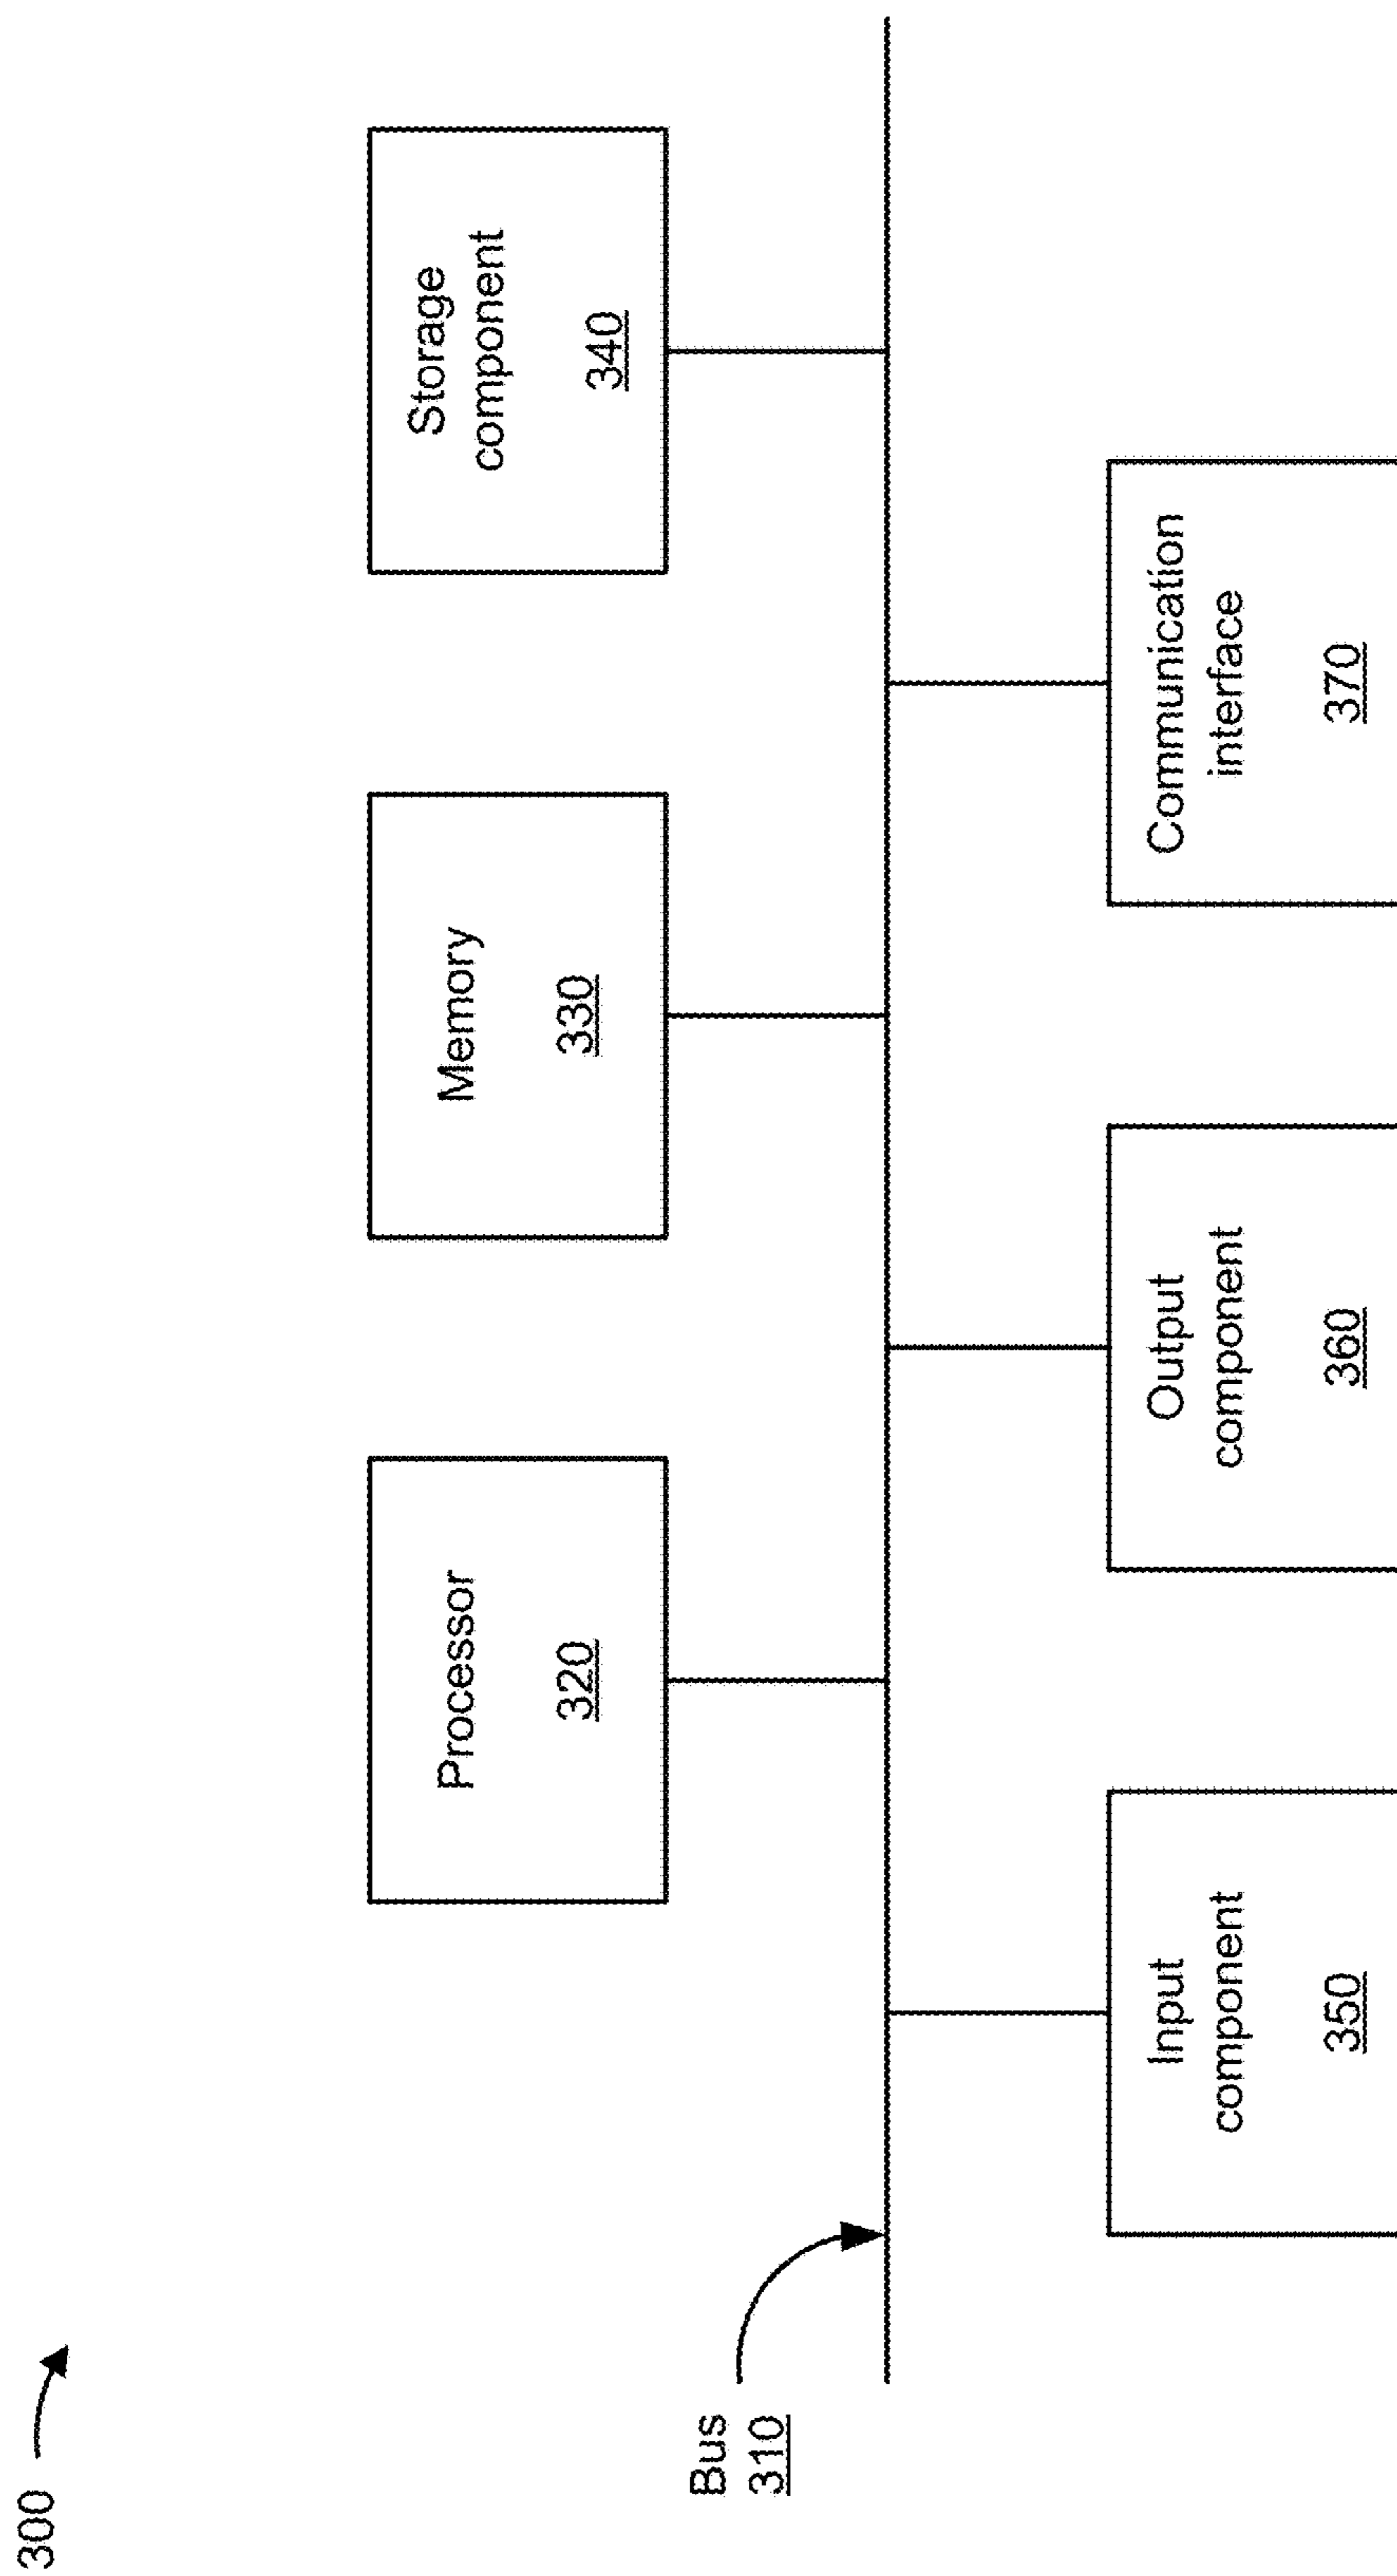 300
Processor
320
Memory
330
Storage
component
340
Bus
310
Input
component
350
Output
component
360
Communication
interface
370